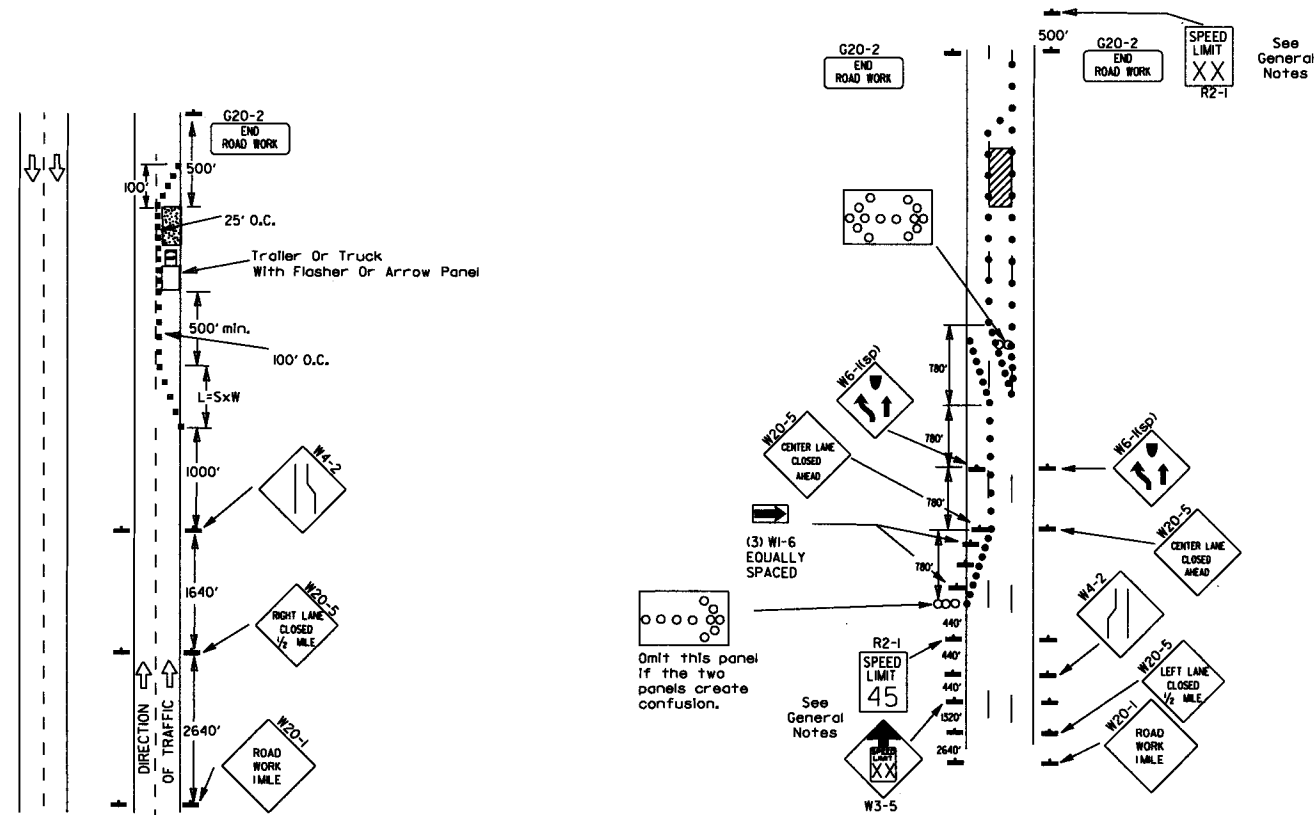 G20-2
END
ROAD WORK
500'
100'
25' O.C.
Trailer Or Truck
With Flasher Or Arrow Panel
500' min.
100' O.C.
L=SxW
1000'
W4-2
1640'
W20-5
RIGHT LANE
CLOSED
1/2 MILE
DIRECTION
OF TRAFFIC
2640'
W20-1
ROAD
WORK
1 MILE
G20-2
END
ROAD WORK
500'
G20-2
END
ROAD WORK
SPEED
LIMIT
XX
R2-1
See
General
Notes
780'
W6-1(sp)
780'
W20-5
CENTER LANE
CLOSED
AHEAD
780'
W6-1(sp)
(3) W1-6
EQUALLY
SPACED
780'
W20-5
CENTER LANE
CLOSED
AHEAD
Omit this panel
if the two
panels create
confusion.
440'
R2-1
SPEED
LIMIT
45
440'
440'
1320'
2640'
W4-2
W20-5
LEFT LANE
CLOSED
1/2 MILE
See
General
Notes
SPEED
LIMIT
XX
W3-5
W20-1
ROAD
WORK
1 MILE